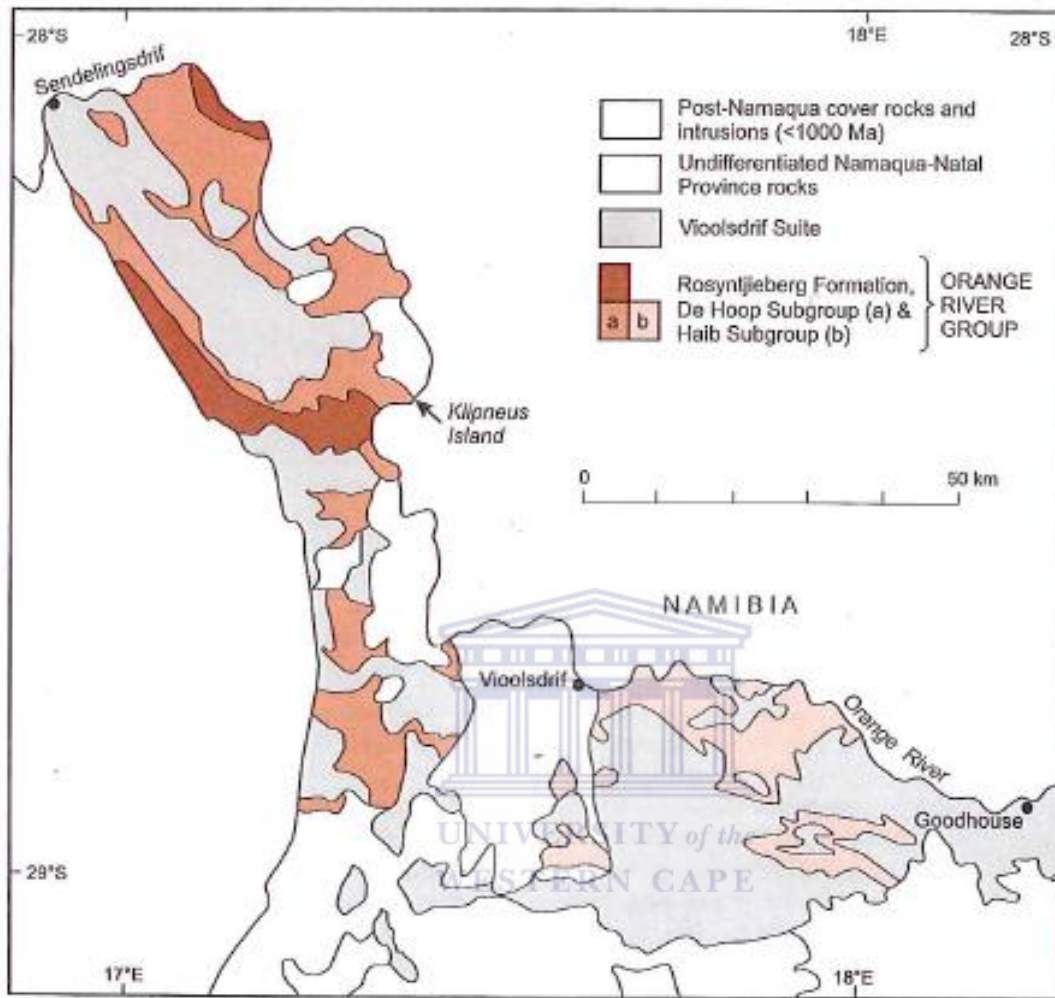 28°S
18°E
28°S
Sendelingsdrif
Post-Namaqua cover rocks and
intrusions (<1000 Ma)
Undifferentiated Namaqua-Natal
Province rocks
Vioolsdrif Suite
Rosyntjieberg Formation,
De Hoop Subgroup (a) &
Haib Subgroup (b)
a b
ORANGE
RIVER
GROUP
Klipneus
Island
0 50 km
NAMIBIA
Vioolsdrif
Orange River
Goodhouse
UNIVERSITY of the
WESTERN CAPE
29°S
17°E
18°E